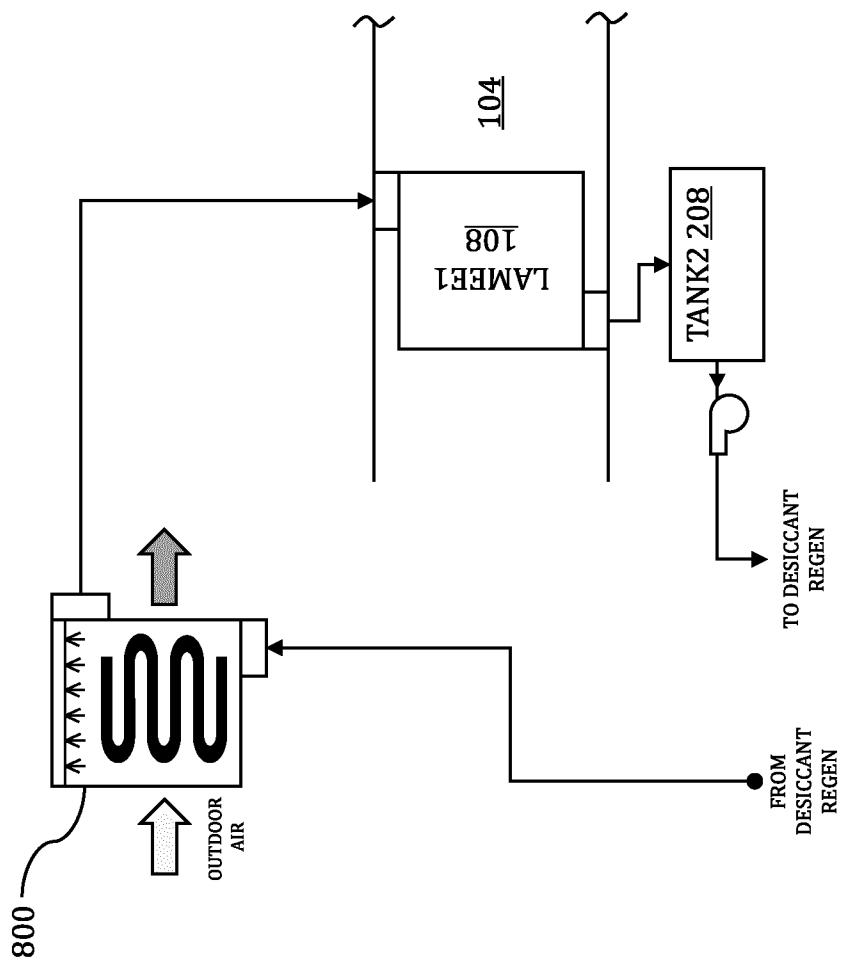 800
OUTDOOR
AIR
104
LAMEE1
108
TANK2 208
TO DESICCANT
REGEN
FROM
DESICCANT
REGEN